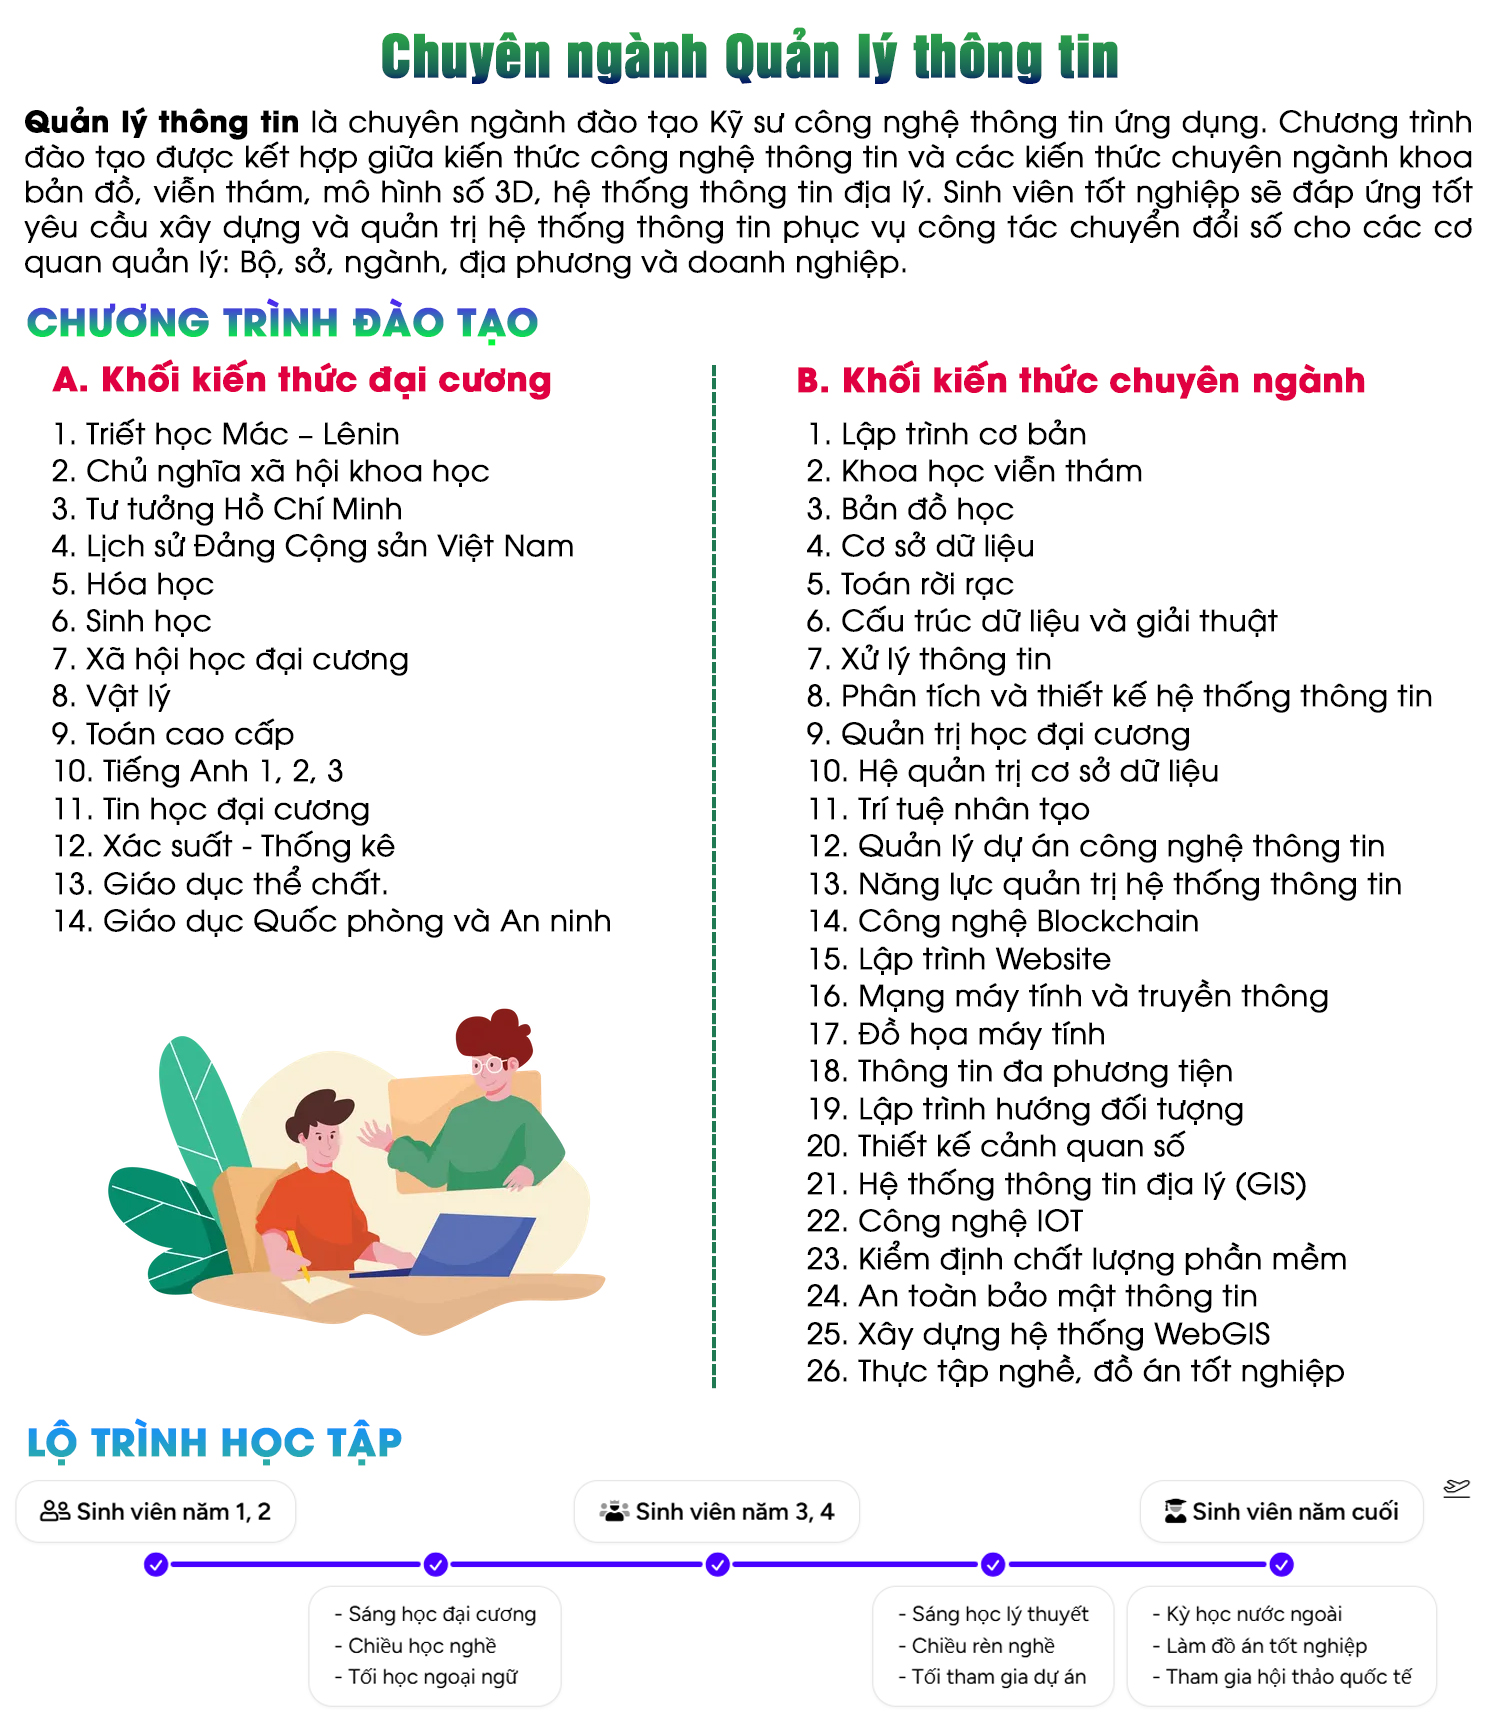 Chuyên ngành Quản lý thông tin
Quản lý thông tin là chuyên ngành đào tạo Kỹ sư công nghệ thông tin ứng dụng. Chương trình
đào tạo được kết hợp giữa kiến thức công nghệ thông tin và các kiến thức chuyên ngành khoa
bản đồ, viễn thám, mô hình số 3D, hệ thống thông tin địa lý. Sinh viên tốt nghiệp sẽ đáp ứng tốt
yêu cầu xây dựng và quản trị hệ thống thông tin phục vụ công tác chuyển đổi số cho các cơ
quan quản lý: Bộ, sở, ngành, địa phương và doanh nghiệp.
CHƯƠNG TRÌNH ĐÀO TẠO
A. Khối kiến thức đại cương
1. Triết học Mác – Lênin
2. Chủ nghĩa xã hội khoa học
3. Tư tưởng Hồ Chí Minh
4. Lịch sử Đảng Cộng sản Việt Nam
5. Hóa học
6. Sinh học
7. Xã hội học đại cương
8. Vật lý
9. Toán cao cấp
10. Tiếng Anh 1, 2, 3
11. Tin học đại cương
12. Xác suất - Thống kê
13. Giáo dục thể chất.
14. Giáo dục Quốc phòng và An ninh
B. Khối kiến thức chuyên ngành
1. Lập trình cơ bản
2. Khoa học viễn thám
3. Bản đồ học
4. Cơ sở dữ liệu
5. Toán rời rạc
6. Cấu trúc dữ liệu và giải thuật
7. Xử lý thông tin
8. Phân tích và thiết kế hệ thống thông tin
9. Quản trị học đại cương
10. Hệ quản trị cơ sở dữ liệu
11. Trí tuệ nhân tạo
12. Quản lý dự án công nghệ thông tin
13. Năng lực quản trị hệ thống thông tin
14. Công nghệ Blockchain
15. Lập trình Website
16. Mạng máy tính và truyền thông
17. Đồ họa máy tính
18. Thông tin đa phương tiện
19. Lập trình hướng đối tượng
20. Thiết kế cảnh quan số
21. Hệ thống thông tin địa lý (GIS)
22. Công nghệ IOT
23. Kiểm định chất lượng phần mềm
24. An toàn bảo mật thông tin
25. Xây dựng hệ thống WebGIS
26. Thực tập nghề, đồ án tốt nghiệp
LỘ TRÌNH HỌC TẬP
Sinh viên năm 1, 2
Sinh viên năm 3, 4
Sinh viên năm cuối
- Sáng học đại cương
- Chiều học nghề
- Tối học ngoại ngữ
- Sáng học lý thuyết
- Chiều rèn nghề
- Tối tham gia dự án
- Kỳ học nước ngoài
- Làm đồ án tốt nghiệp
- Tham gia hội thảo quốc tế